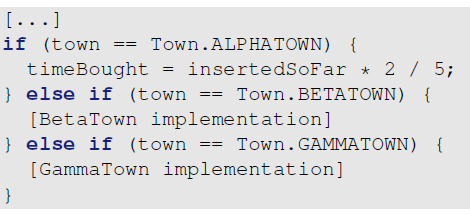 [...]
if (town == Town.ALPHATOWN) {
  timeBought = insertedSoFar * 2 / 5;
} else if (town == Town.BETATOWN) {
  [BetaTown implementation]
} else if (town == Town.GAMMATOWN) {
  [GammaTown implementation]
}